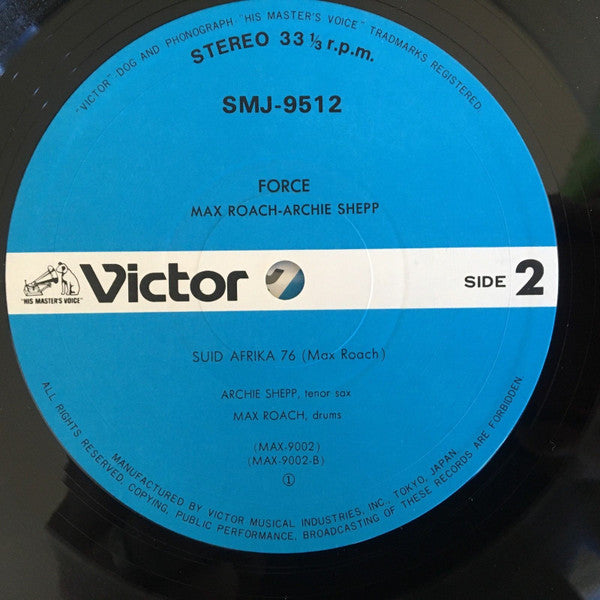 "VICTOR"-DOG AND PHONOGRAPH-"HIS MASTER'S VOICE" TRADEMARKS REGISTERED.
STEREO 33 ⅓ r.p.m.
SMJ-9512
FORCE
MAX ROACH-ARCHIE SHEPP
"HIS MASTER'S VOICE"
Victor
SIDE 2
SUID AFRIKA 76 (Max Roach)
ARCHIE SHEPP, tenor sax
MAX ROACH, drums
(MAX-9002)
(MAX-9002-B)
①
MANUFACTURED BY VICTOR MUSICAL INDUSTRIES, INC., TOKYO, JAPAN.
ALL RIGHTS RESERVED, COPYING, PUBLIC PERFORMANCE, BROADCASTING OF THESE RECORDS ARE FORBIDDEN.